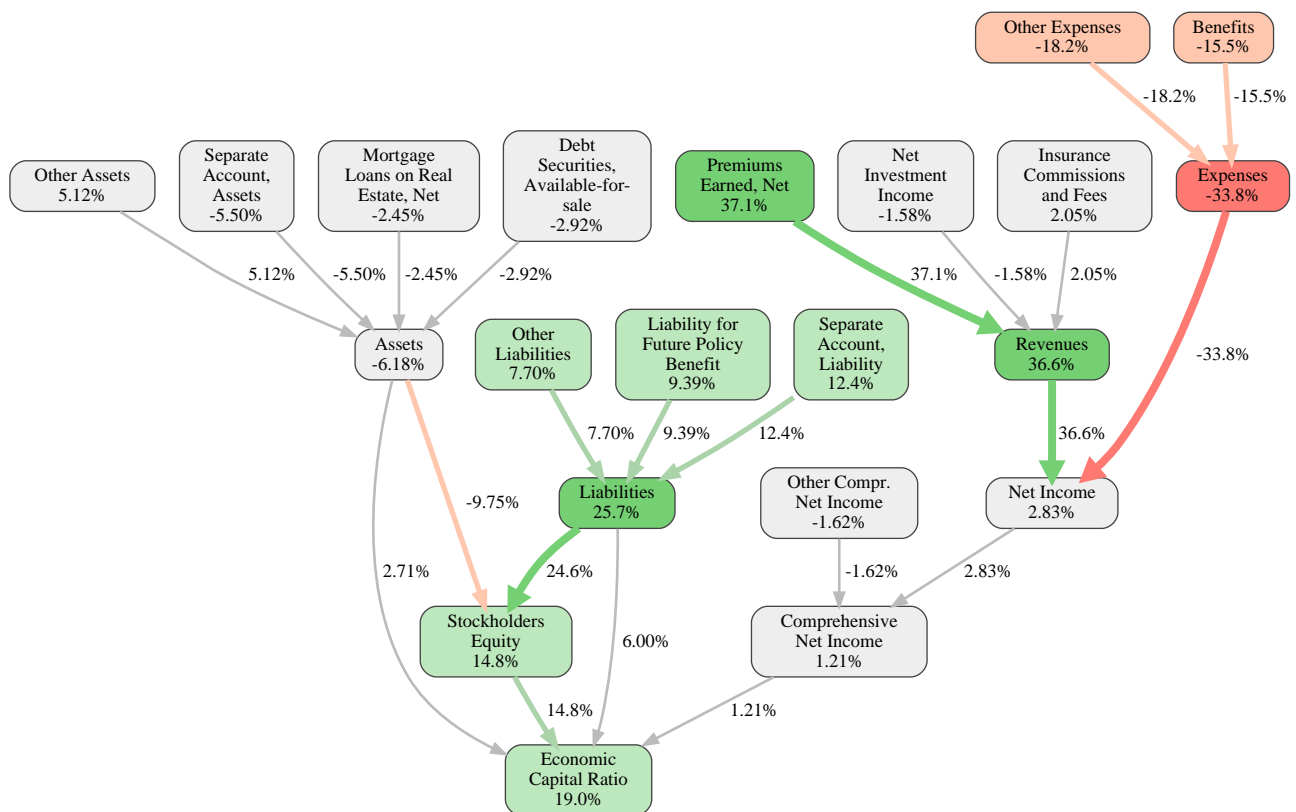 Other Expenses
-18.2%
Benefits
-15.5%
-18.2%
-15.5%
Other Assets
5.12%
Separate
Account,
Assets
-5.50%
Mortgage
Loans on Real
Estate, Net
-2.45%
Debt
Securities,
Available-for-
sale
-2.92%
Premiums
Earned, Net
37.1%
Net
Investment
Income
-1.58%
Insurance
Commissions
and Fees
2.05%
Expenses
-33.8%
5.12%
-5.50%
-2.45%
-2.92%
37.1%
-1.58%
2.05%
Assets
-6.18%
Other
Liabilities
7.70%
Liability for
Future Policy
Benefit
9.39%
Separate
Account,
Liability
12.4%
Revenues
36.6%
-33.8%
7.70%
9.39%
12.4%
36.6%
-9.75%
Liabilities
25.7%
Other Compr.
Net Income
-1.62%
Net Income
2.83%
2.71%
24.6%
-1.62%
2.83%
Stockholders
Equity
14.8%
6.00%
Comprehensive
Net Income
1.21%
14.8%
1.21%
Economic
Capital Ratio
19.0%